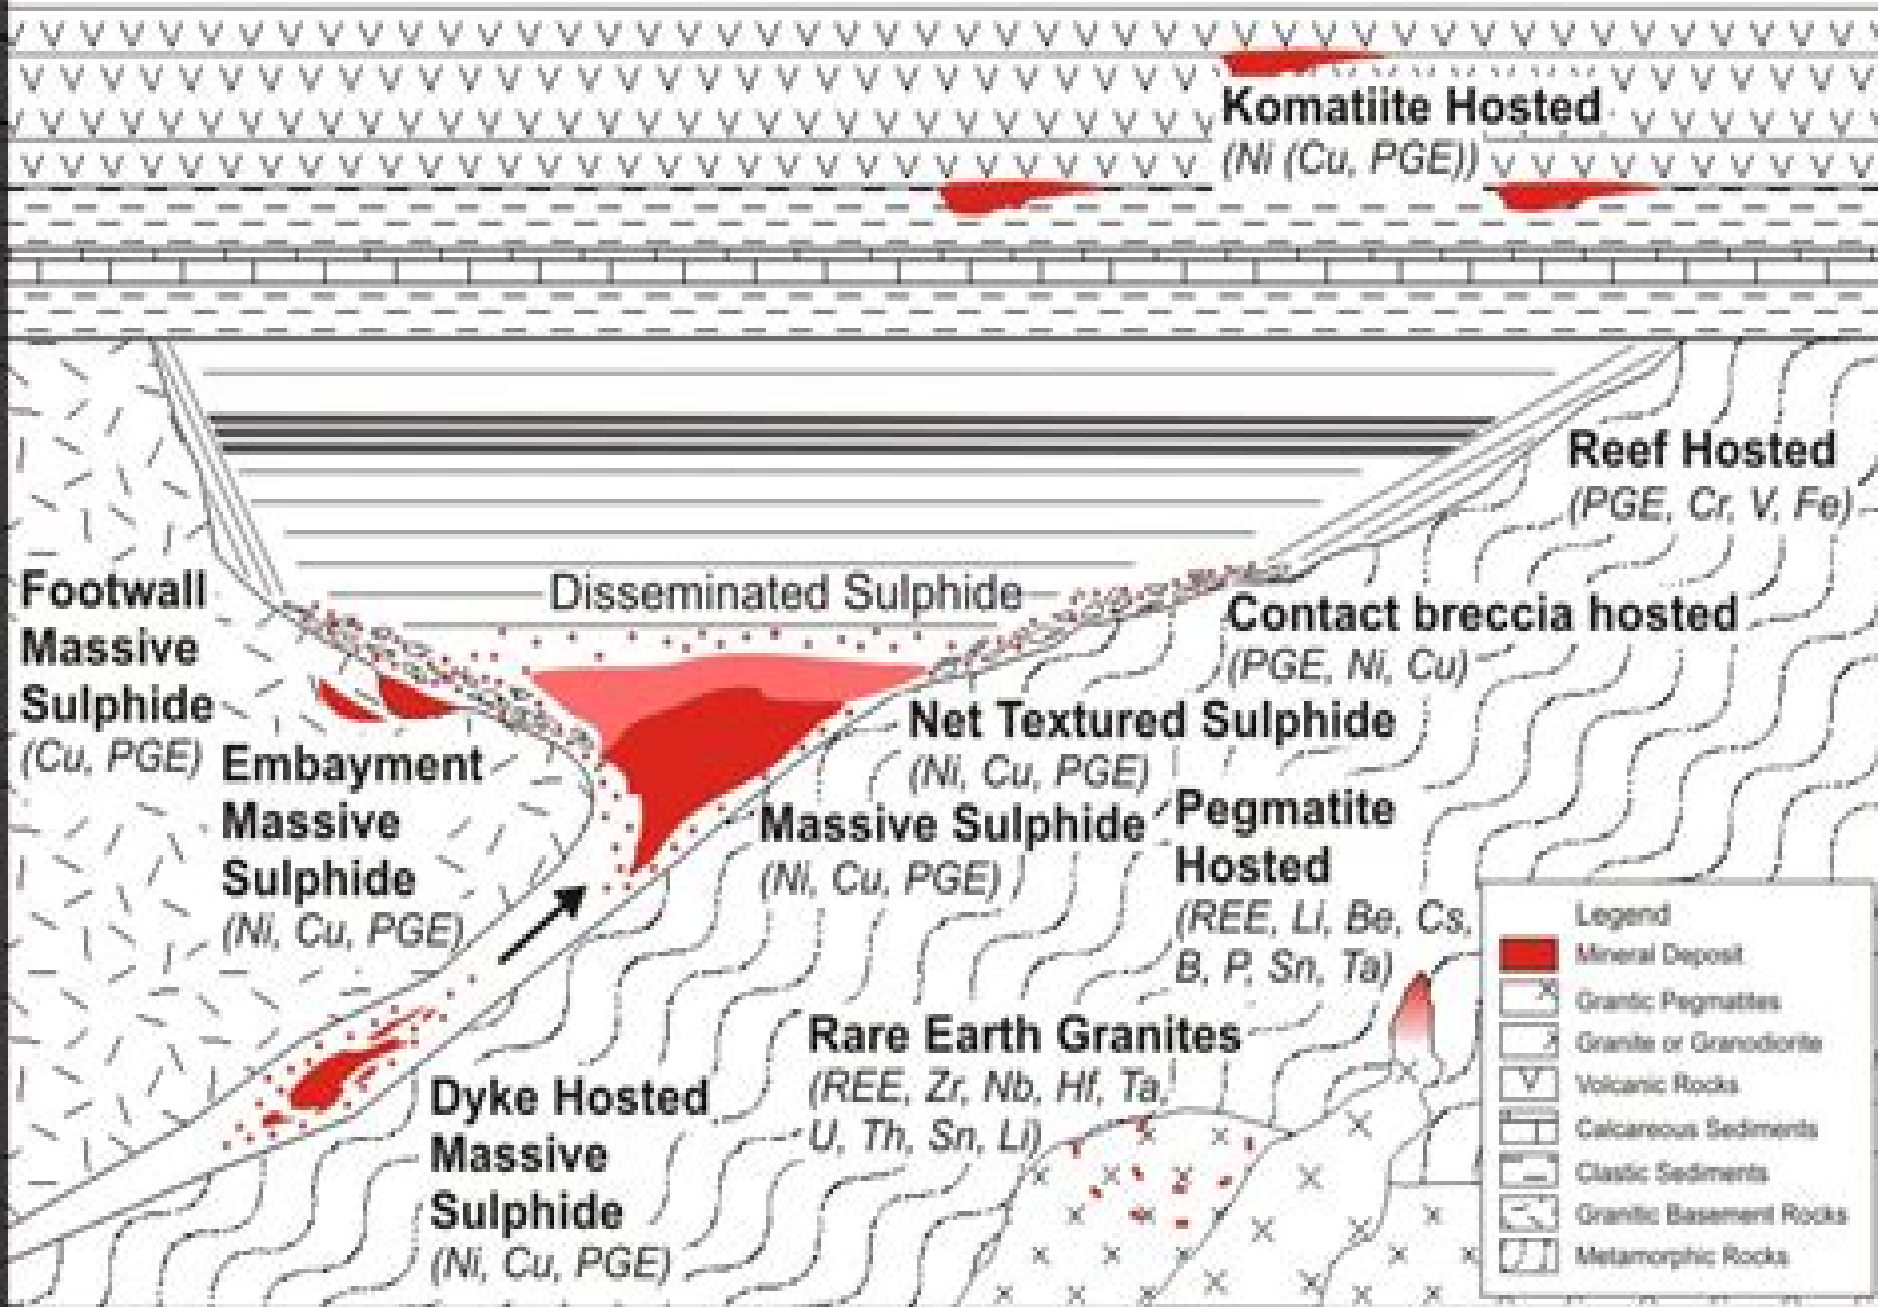 Komatiite Hosted
(Ni (Cu, PGE))
Reef Hosted
(PGE, Cr, V, Fe)
Disseminated Sulphide
Footwall
Massive
Sulphide
(Cu, PGE)
Contact breccia hosted
(PGE, Ni, Cu)
Net Textured Sulphide
(Ni, Cu, PGE)
Embayment
Massive
Sulphide
(Ni, Cu, PGE)
Massive Sulphide
(Ni, Cu, PGE)
Pegmatite
Hosted
(REE, Li, Be, Cs,
B, P, Sn, Ta)
Rare Earth Granites
(REE, Zr, Nb, Hf, Ta,
U, Th, Sn, Li)
Dyke Hosted
Massive
Sulphide
(Ni, Cu, PGE)
Legend
Mineral Deposit
Grantic Pegmatites
Granite or Granodiorite
Volcanic Rocks
Calcareous Sediments
Clastic Sediments
Granitic Basement Rocks
Metamorphic Rocks